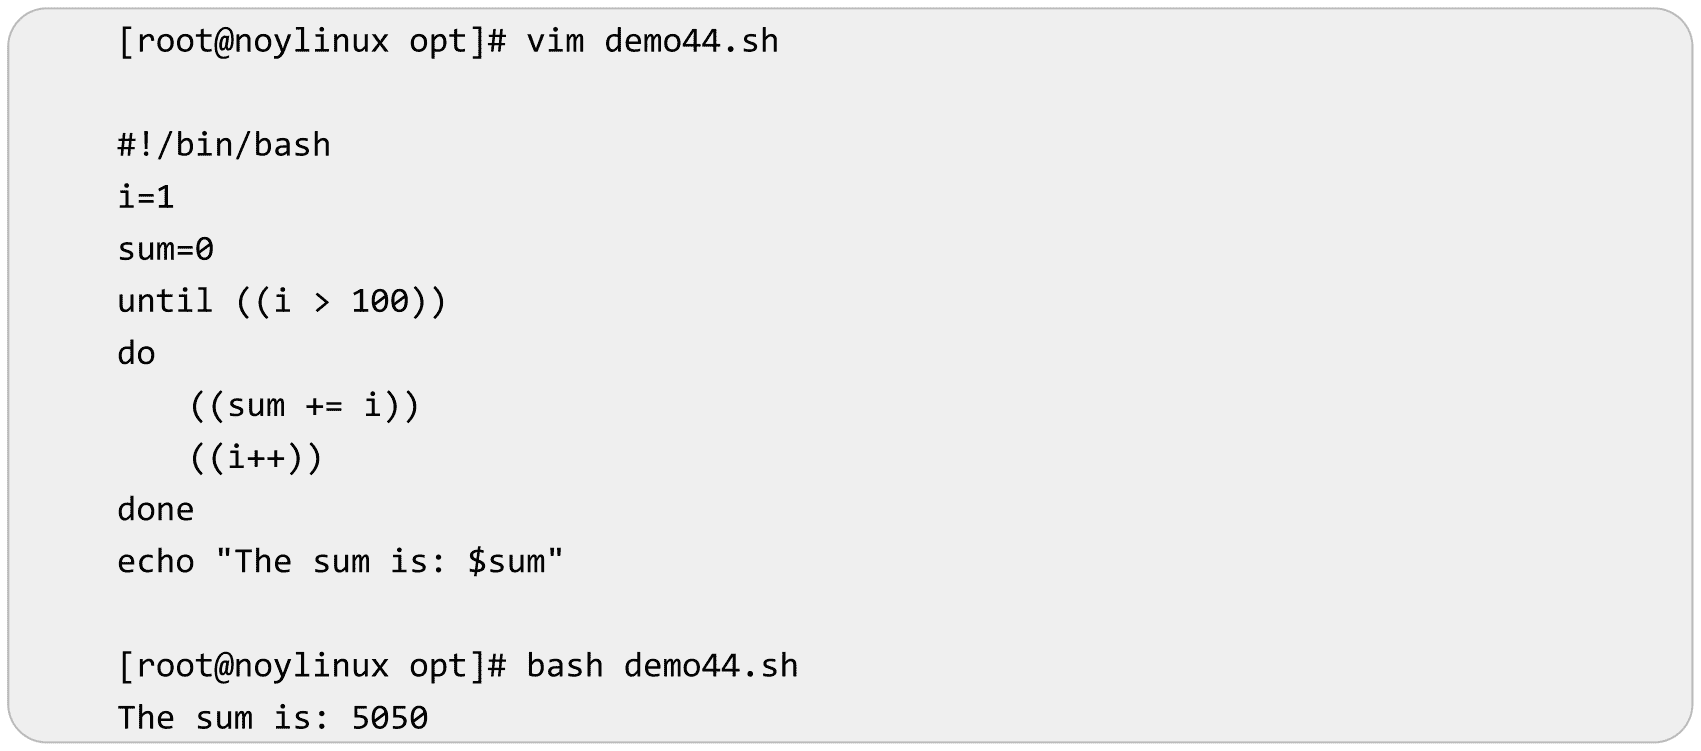 [root@noylinux opt]# vim demo44.sh
#!/bin/bash
i=1
sum=0
until ((i > 100))
do
    ((sum += i))
    ((i++))
done
echo "The sum is: $sum"
[root@noylinux opt]# bash demo44.sh
The sum is: 5050